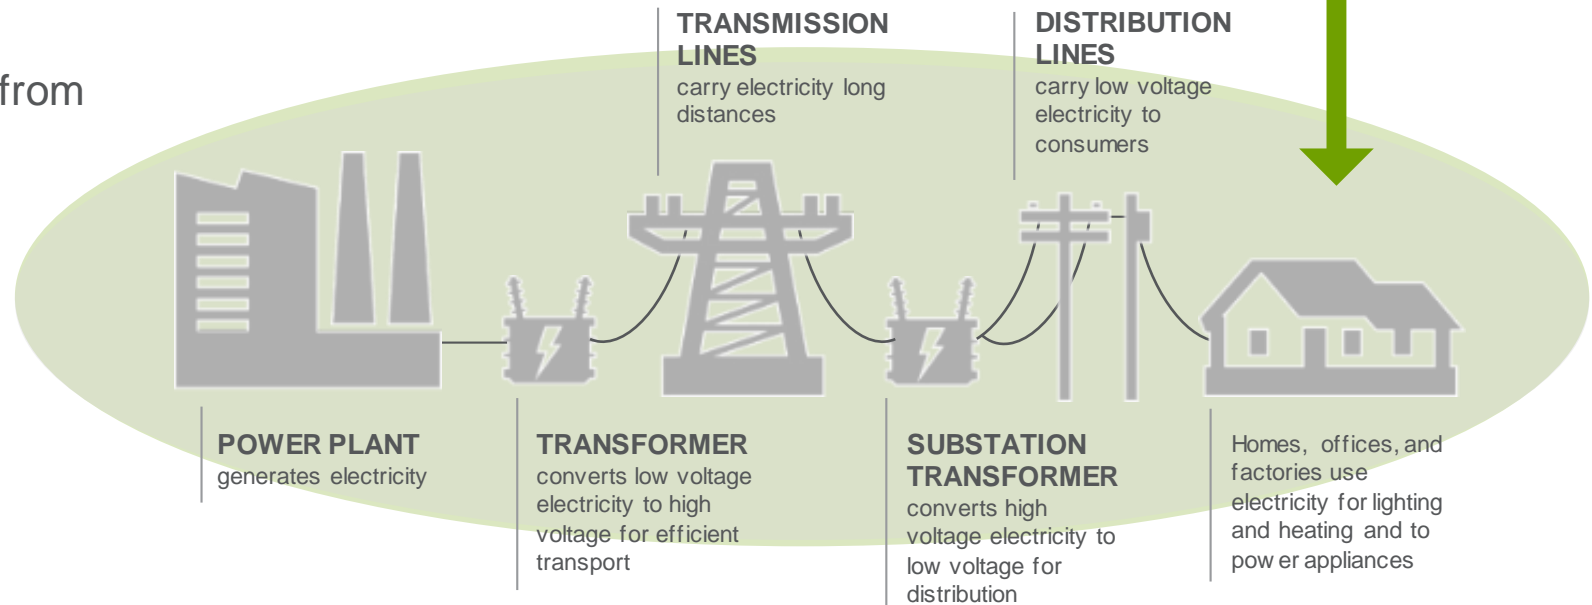 from
TRANSMISSION
LINES
carry electricity long
distances
DISTRIBUTION
LINES
carry low voltage
electricity to
consumers
POWER PLANT
generates electricity
TRANSFORMER
converts low voltage
electricity to high
voltage for efficient
transport
SUBSTATION
TRANSFORMER
converts high
voltage electricity to
low voltage for
distribution
Homes, offices, and
factories use
electricity for lighting
and heating and to
power appliances